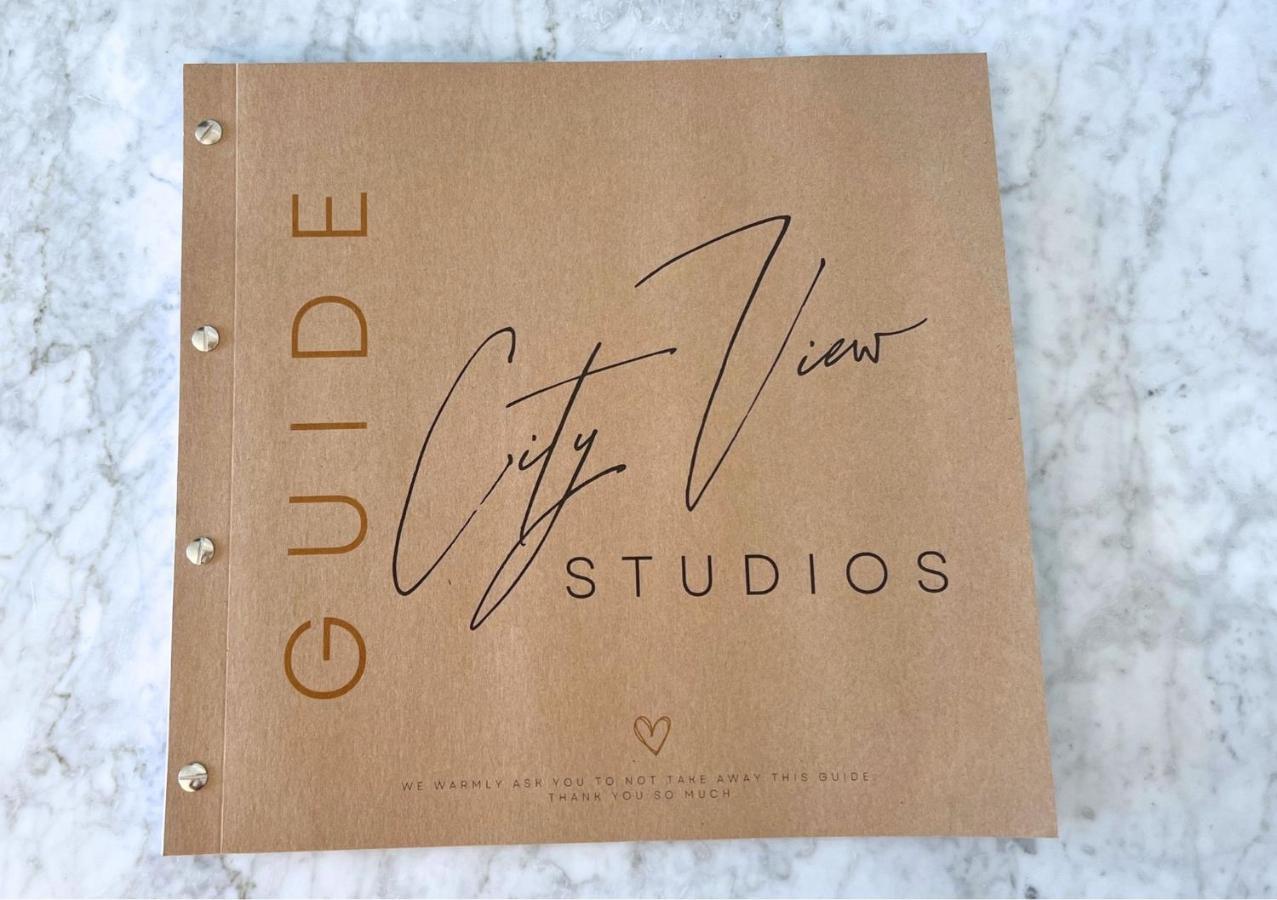 GUIDE
City View
STUDIOS
WE WARMLY ASK YOU TO NOT TAKE AWAY THIS GUIDE.
THANK YOU SO MUCH